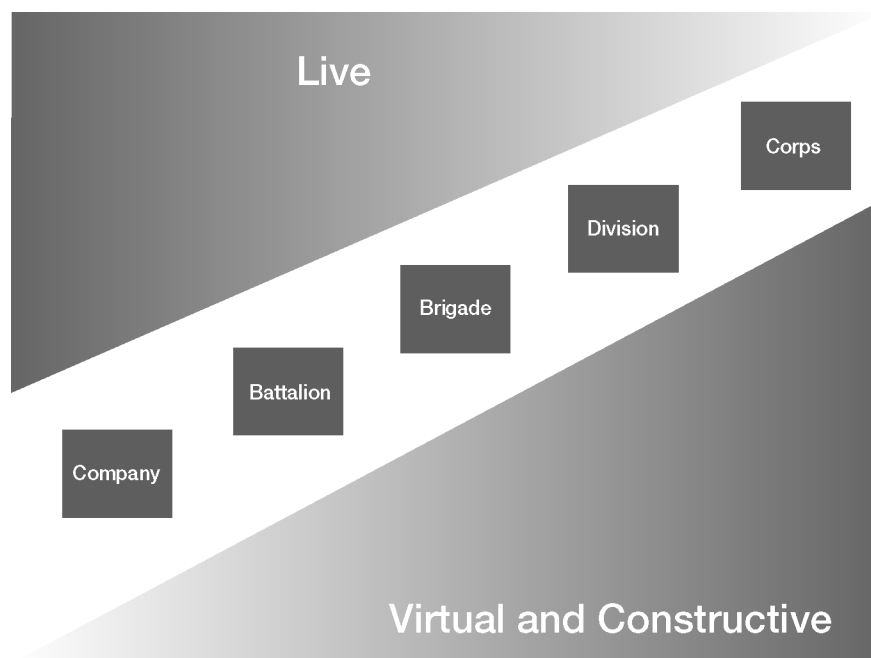 Live
Corps
Division
Brigade
Battalion
Company
Virtual and Constructive